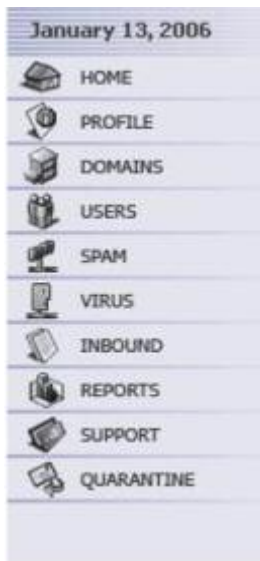 January 13, 2006
HOME
PROFILE
DOMAINS
USERS
SPAM
VIRUS
INBOUND
REPORTS
SUPPORT
QUARANTINE